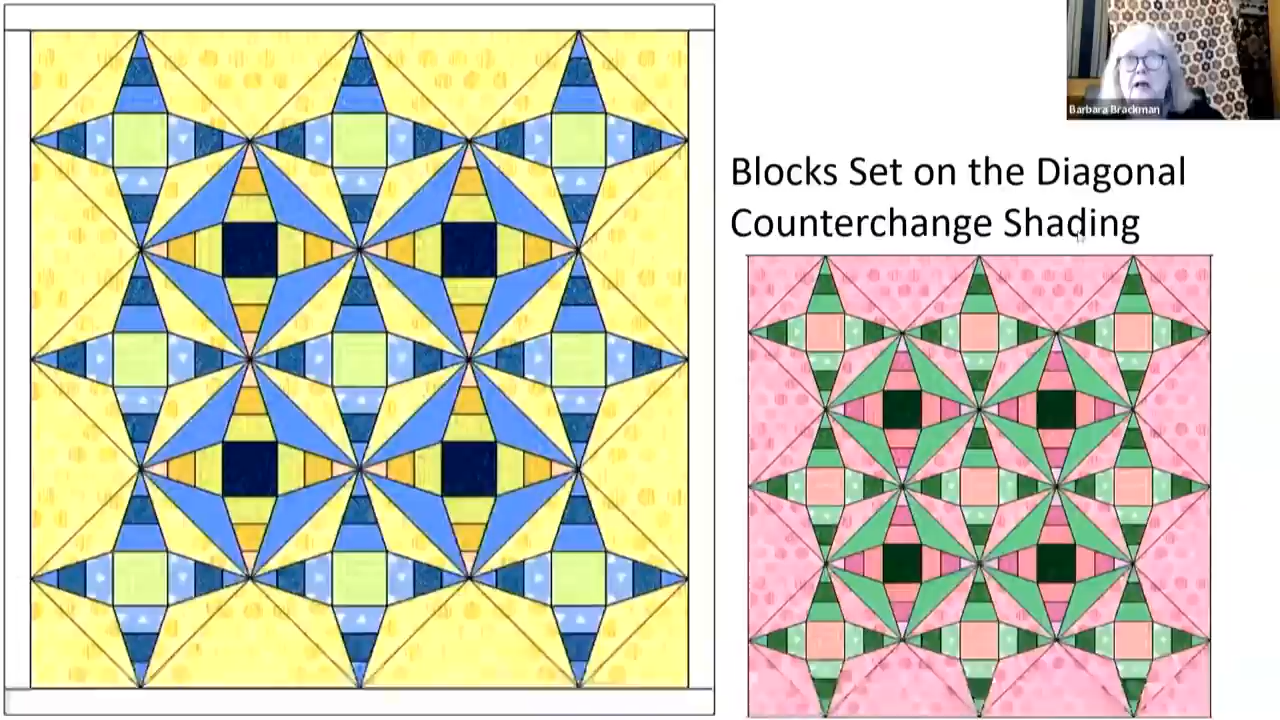 Barbara Brackman
Blocks Set on the Diagonal
Counterchange Shading